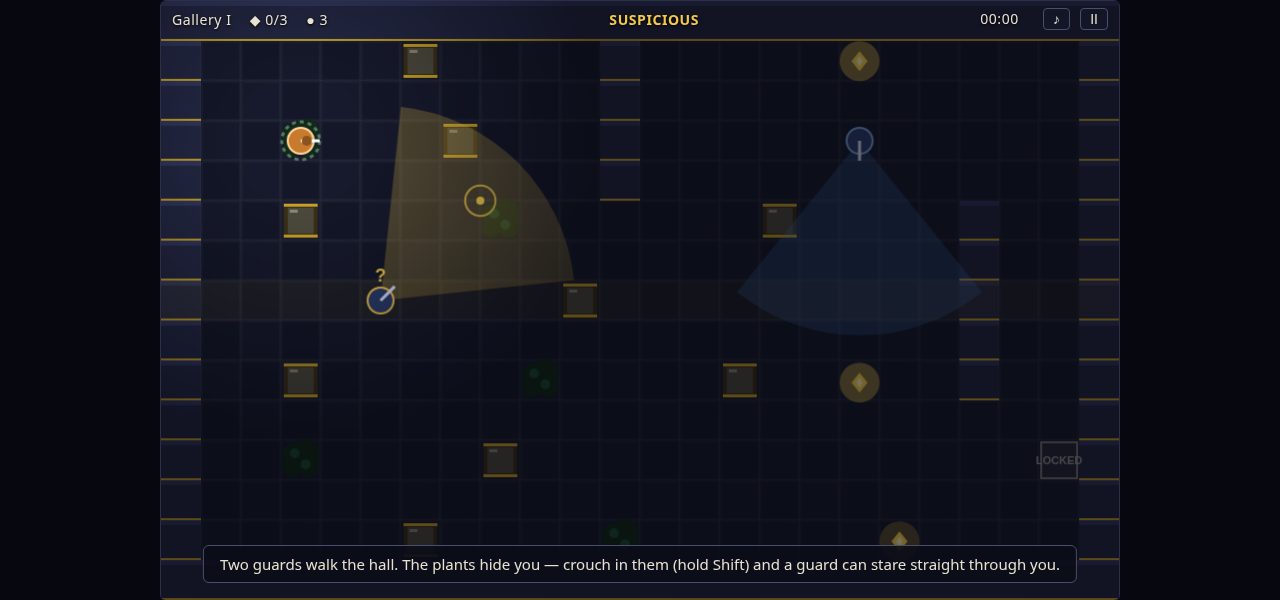 Gallery I ◆ 0/3 ● 3 SUSPICIOUS 00:00 ♪ II
?
LOCKED
Two guards walk the hall. The plants hide you — crouch in them (hold Shift) and a guard can stare straight through you.